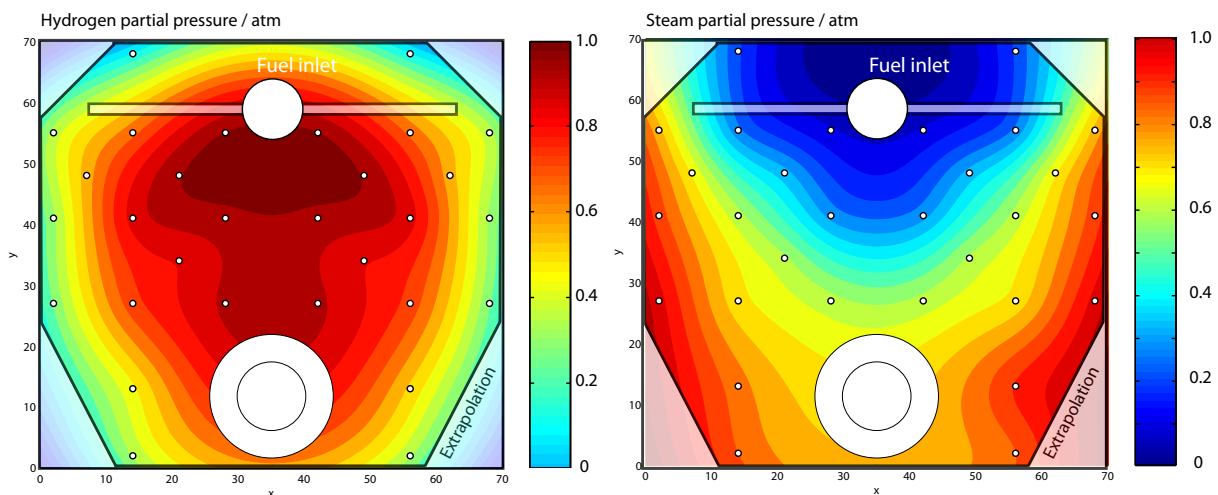 Hydrogen partial pressure / atm
70
60
50
40
30
20
10
0
y
0 10 20 30 40 50 60 70
x
Fuel inlet
Extrapolation
1.0
0.8
0.6
0.4
0.2
0
Steam partial pressure / atm
70
60
50
40
30
20
10
0
y
0 10 20 30 40 50 60 70
x
Fuel inlet
Extrapolation
1.0
0.8
0.6
0.4
0.2
0